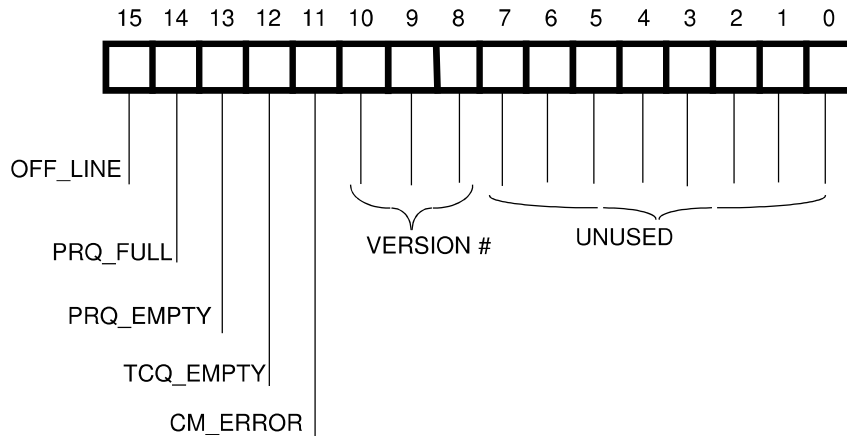 15 14 13 12 11 10 9 8 7 6 5 4 3 2 1 0
OFF_LINE
VERSION #
UNUSED
PRQ_FULL
PRQ_EMPTY
TCQ_EMPTY
CM_ERROR